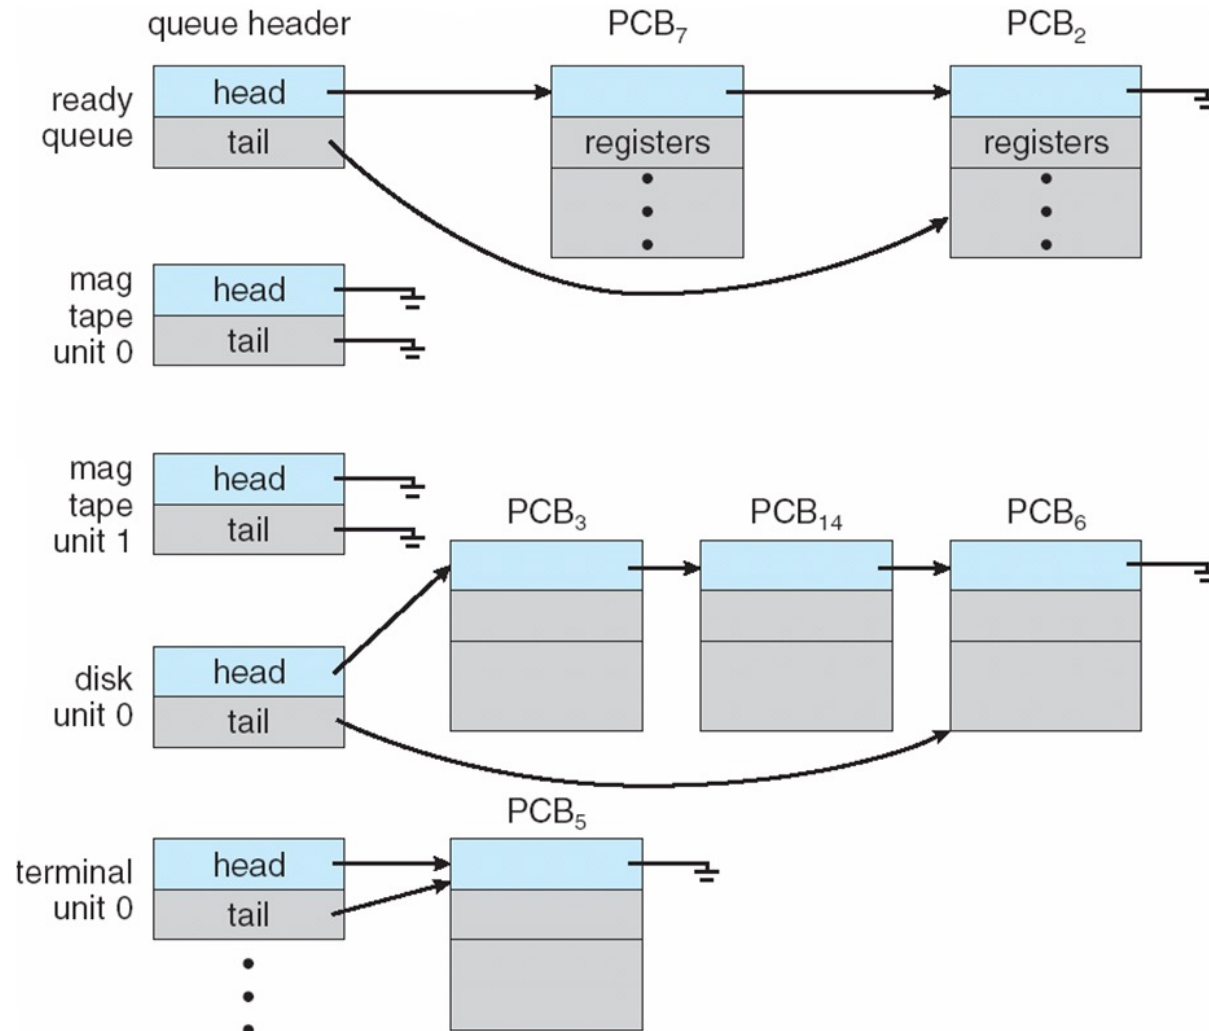 queue header
PCB₇
PCB₂
ready
queue
head
tail
registers
registers
mag
tape
unit 0
head
tail
mag
tape
unit 1
head
tail
PCB₃
PCB₁₄
PCB₆
disk
unit 0
head
tail
PCB₅
terminal
unit 0
head
tail